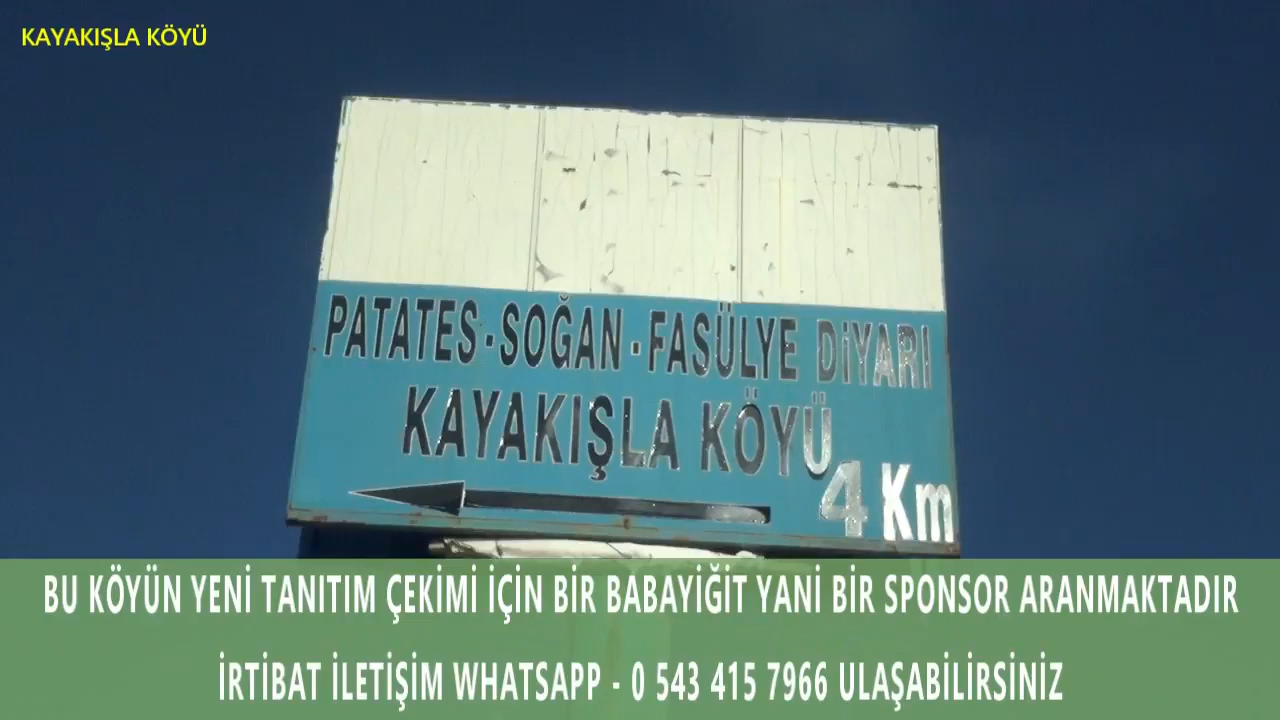 KAYAKIŞLA KÖYÜ
PATATES-SOĞAN-FASÜLYE DİYARI
KAYAKIŞLA KÖYÜ
4 Km
BU KÖYÜN YENİ TANITIM ÇEKİMİ İÇİN BİR BABAYİĞİT YANİ BİR SPONSOR ARANMAKTADIR
İRTİBAT İLETİŞİM WHATSAPP - 0 543 415 7966 ULAŞABİLİRSİNİZ